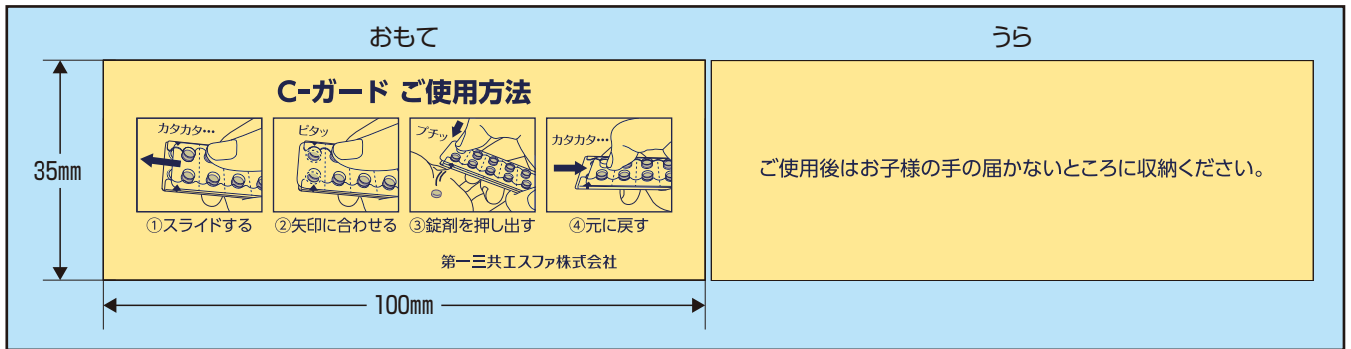 おもて
うら
C-ガード ご使用方法
カタカタ…
ピタッ
プチッ
カタカタ…
①スライドする
②矢印に合わせる
③錠剤を押し出す
④元に戻す
第一三共エスファ株式会社
35mm
100mm
ご使用後はお子様の手の届かないところに収納ください。